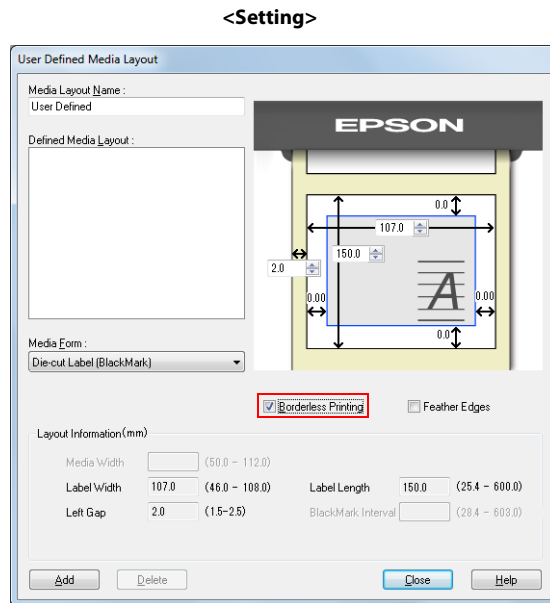 <Setting>
User Defined Media Layout
Media Layout Name :
User Defined
Defined Media Layout :
EPSON
0.0
107.0
150.0
2.0
0.00
A
0.00
0.0
Media Form :
Die-cut Label (BlackMark)
Borderless Printing
Feather Edges
Layout Information(mm)
Media Width (50.0 - 112.0)
Label Width 107.0 (46.0 - 108.0) Label Length 150.0 (25.4 - 600.0)
Left Gap 2.0 (1.5-2.5) BlackMark Interval (28.4 - 603.0)
Add Delete Close Help